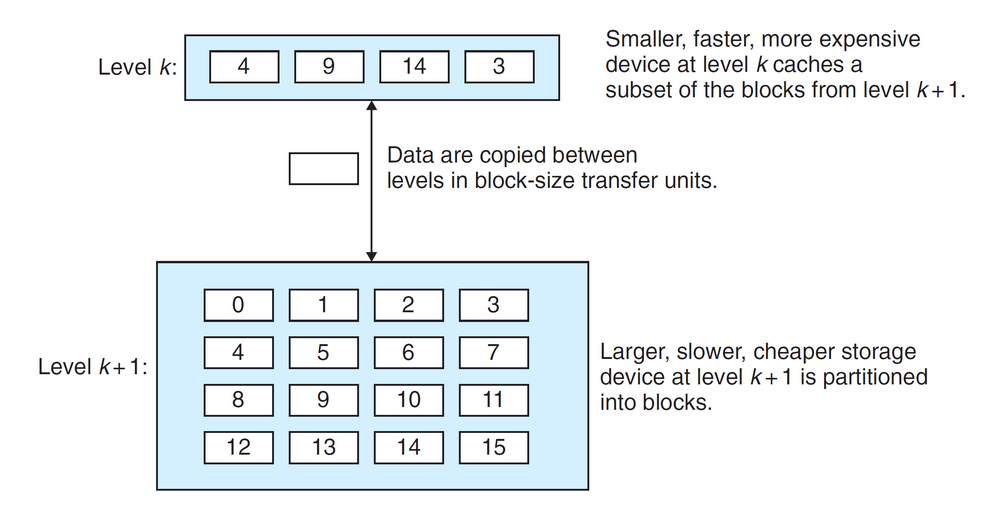 Level k:
4 9 14 3
Smaller, faster, more expensive
device at level k caches a
subset of the blocks from level k+1.
Data are copied between
levels in block-size transfer units.
Level k+1:
0 1 2 3
4 5 6 7
8 9 10 11
12 13 14 15
Larger, slower, cheaper storage
device at level k+1 is partitioned
into blocks.